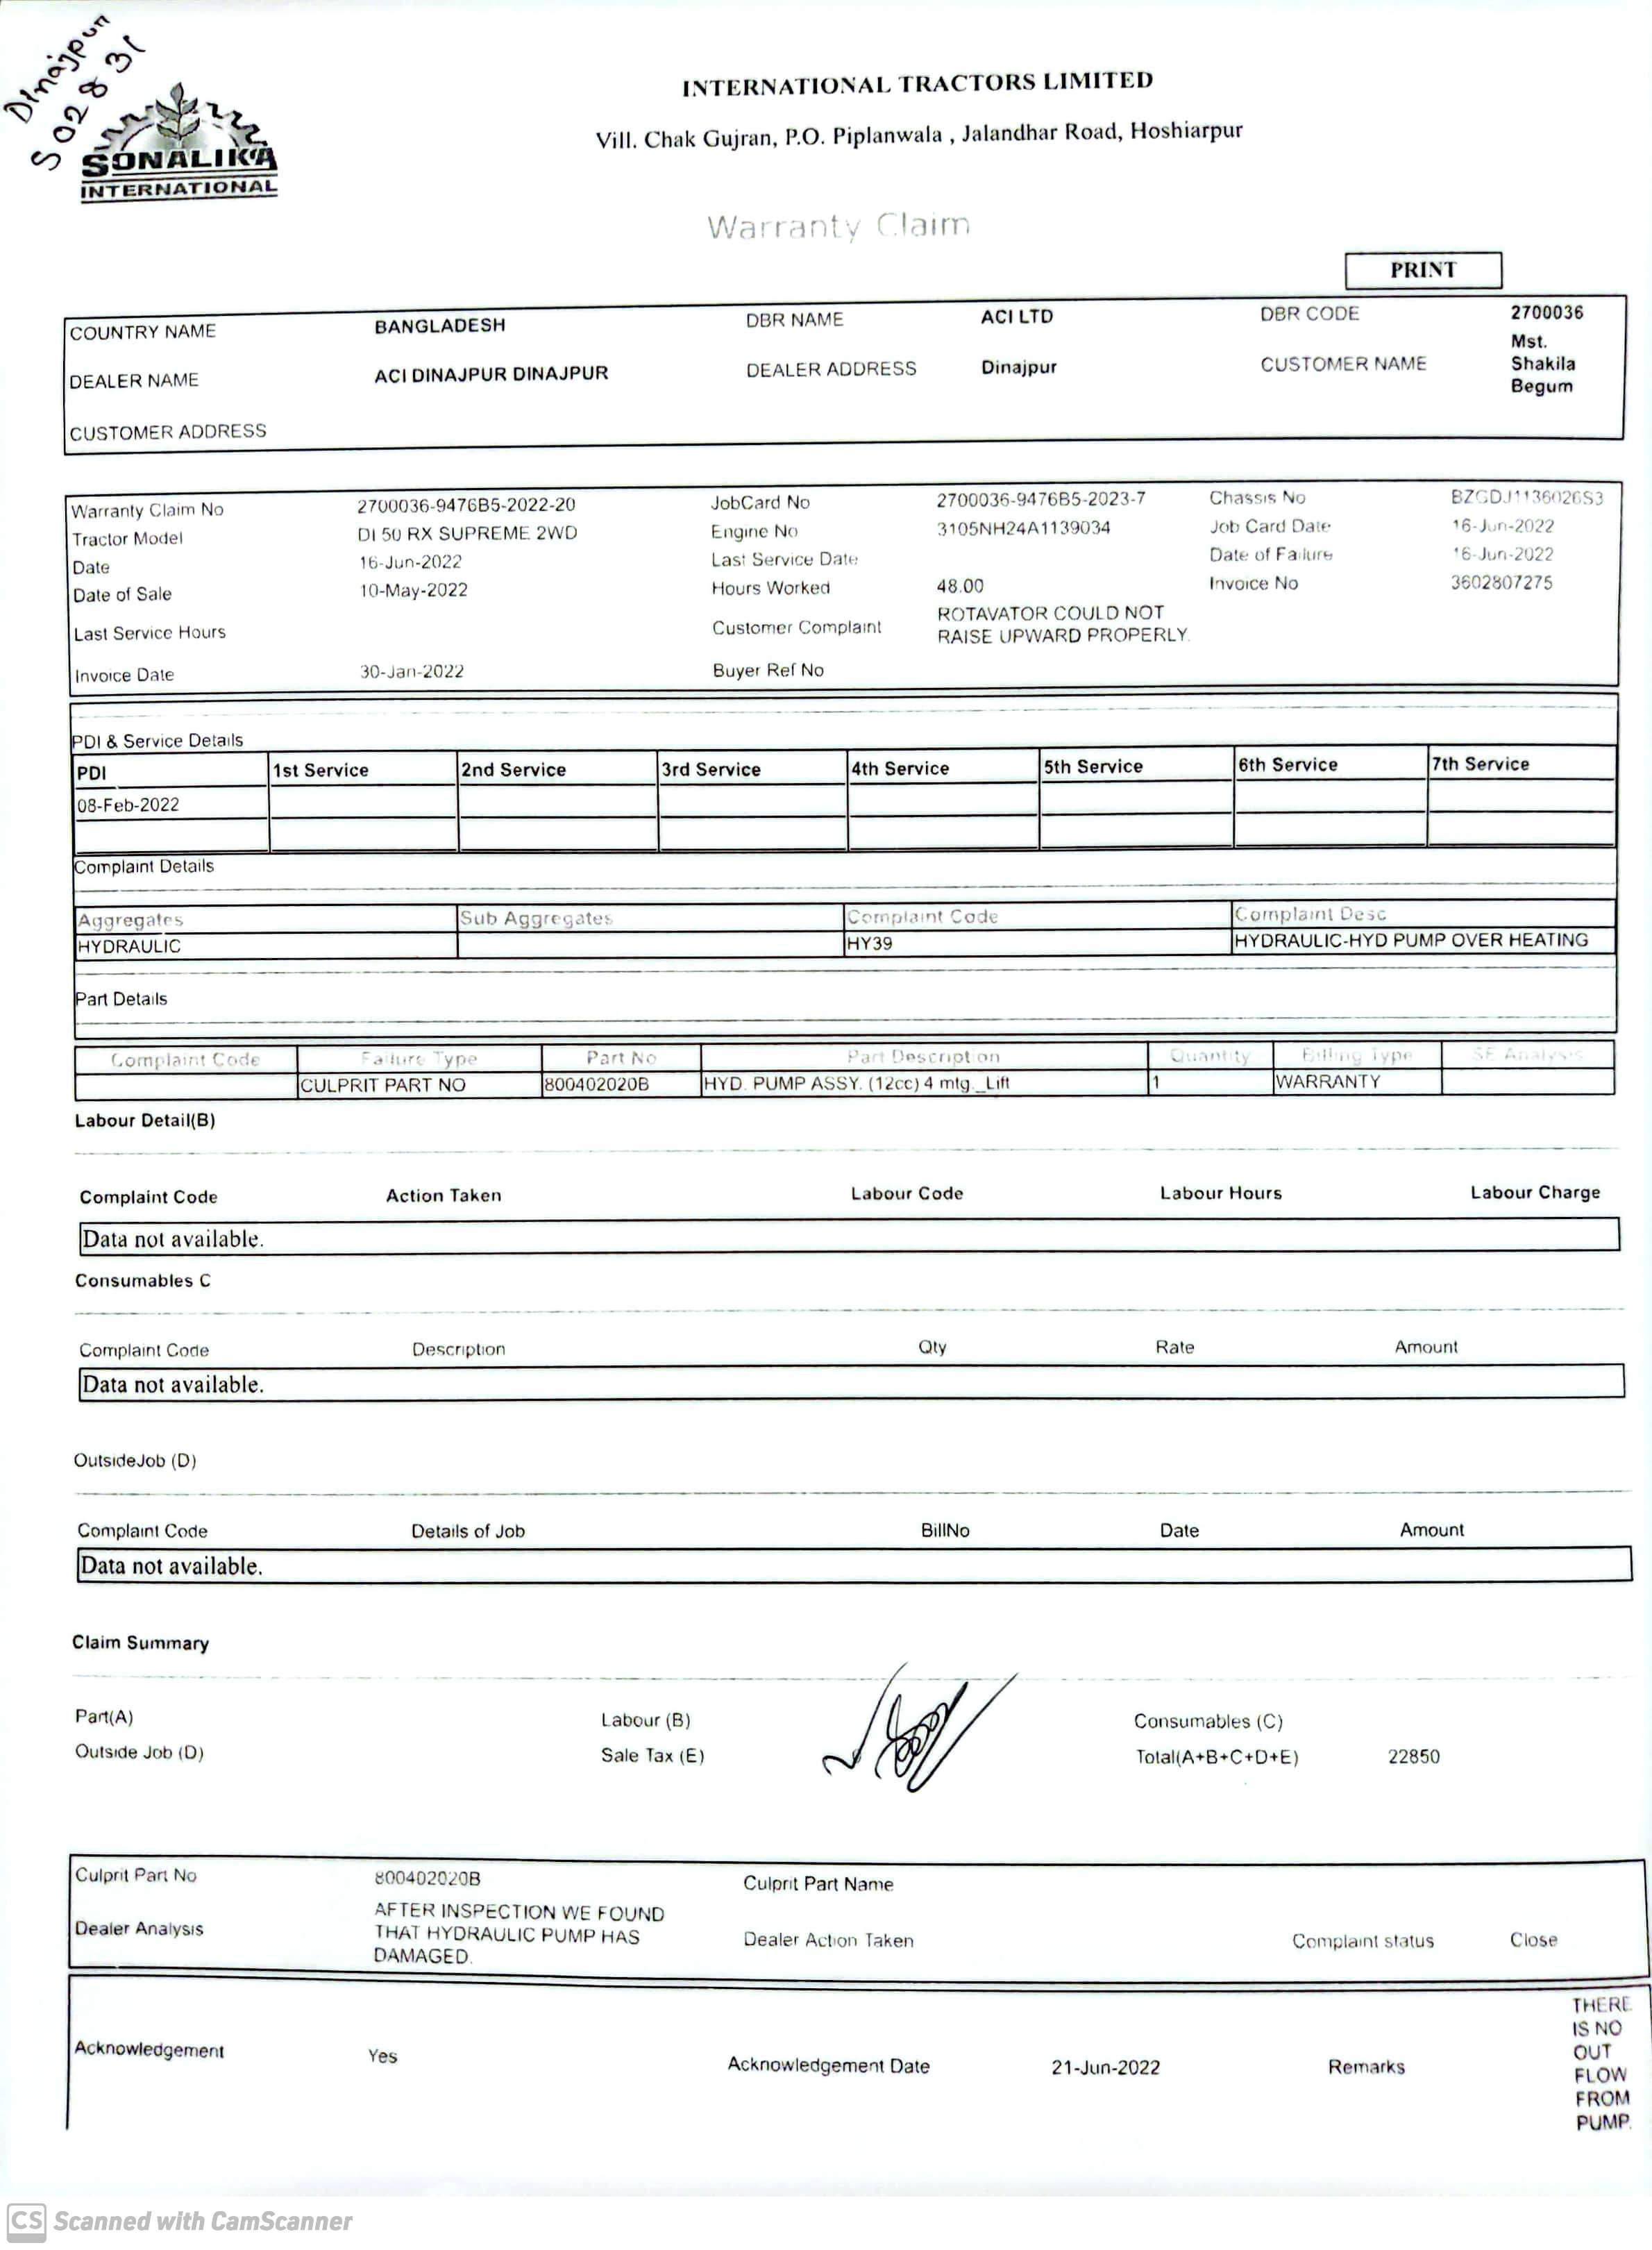 Dinajpur
S02831
SONALIKA
INTERNATIONAL
INTERNATIONAL TRACTORS LIMITED
Vill. Chak Gujran, P.O. Piplanwala , Jalandhar Road, Hoshiarpur
Warranty Claim
PRINT
COUNTRY NAME BANGLADESH DBR NAME ACI LTD DBR CODE 2700036
DEALER NAME ACI DINAJPUR DINAJPUR DEALER ADDRESS Dinajpur CUSTOMER NAME Mst. Shakila Begum
CUSTOMER ADDRESS
Warranty Claim No 2700036-9476B5-2022-20 JobCard No 2700036-9476B5-2023-7 Chassis No
Tractor Model DI 50 RX SUPREME 2WD Engine No 3105NH24A1139034 Job Card Date 16-Jun-2022
Date 16-Jun-2022 Last Service Date Date of Failure 16-Jun-2022
Date of Sale 10-May-2022 Hours Worked 48.00 Invoice No 3602807275
Last Service Hours Customer Complaint ROTAVATOR COULD NOT
RAISE UPWARD PROPERLY.
Invoice Date 30-Jan-2022 Buyer Ref No
PDI & Service Details
PDI 1st Service 2nd Service 3rd Service 4th Service 5th Service 6th Service 7th Service
08-Feb-2022
Complaint Details
Aggregates Sub Aggregates Complaint Code Complaint Desc
HYDRAULIC HY39 HYDRAULIC-HYD PUMP OVER HEATING
Part Details
Complaint Code Failure Type Part No Part Description Quantity Billing Type SE Analysis
CULPRIT PART NO 800402020B HYD. PUMP ASSY. (12cc) 4 mtg._Lift 1 WARRANTY
Labour Detail(B)
Complaint Code Action Taken Labour Code Labour Hours Labour Charge
Data not available.
Consumables C
Complaint Code Description Qty Rate Amount
Data not available.
OutsideJob (D)
Complaint Code Details of Job BillNo Date Amount
Data not available.
Claim Summary
Part(A) Labour (B) Consumables (C)
Outside Job (D) Sale Tax (E) Total(A+B+C+D+E) 22850
Culprit Part No 800402020B Culprit Part Name
Dealer Analysis AFTER INSPECTION WE FOUND
THAT HYDRAULIC PUMP HAS
DAMAGED. Dealer Action Taken Complaint status Close
Acknowledgement Yes Acknowledgement Date 21-Jun-2022 Remarks THERE
IS NO
OUT
FLOW
FROM
PUMP.
CS Scanned with CamScanner